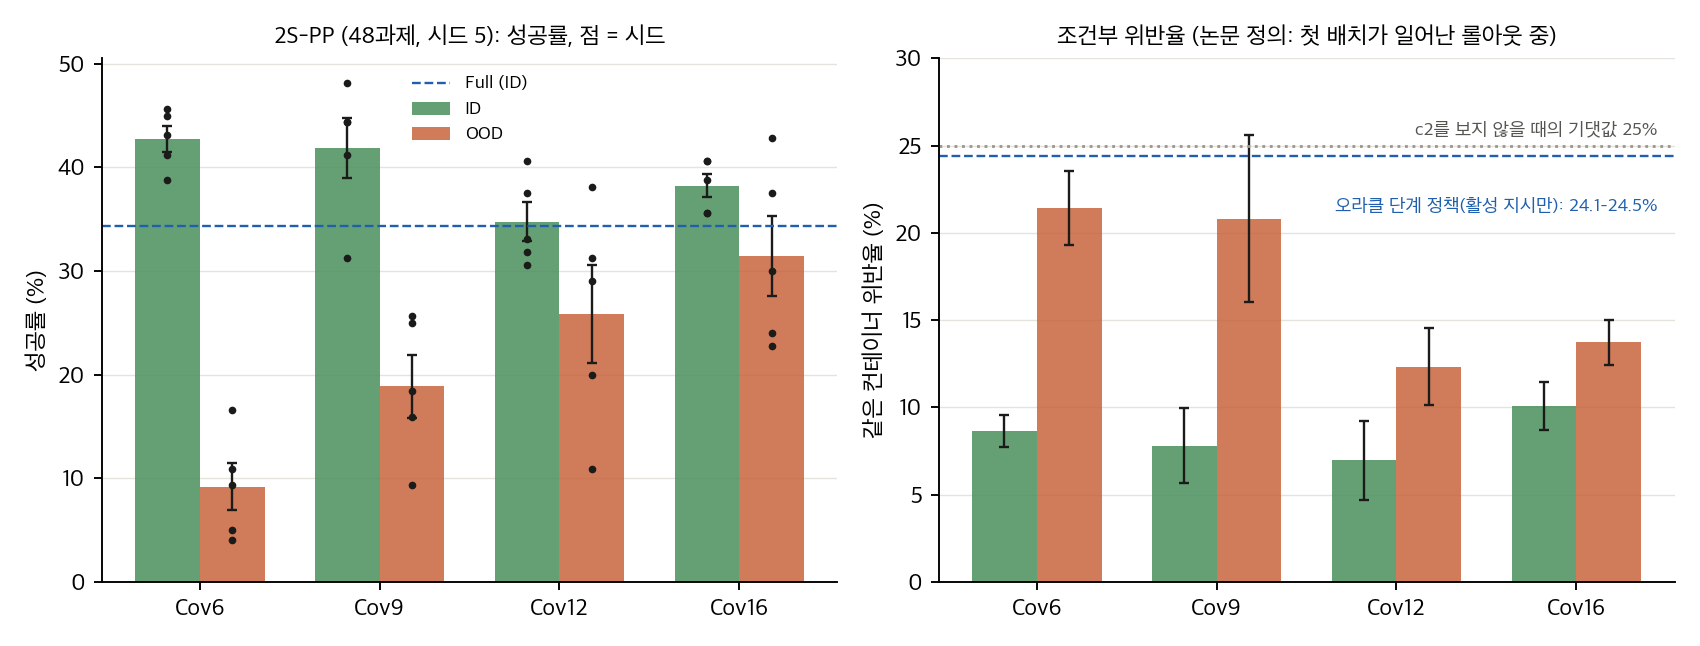 2S-PP (48과제, 시드 5): 성공률, 점 = 시드
성공률 (%)
50
40
30
20
10
0
Full (ID)
ID
OOD
Cov6
Cov9
Cov12
Cov16
조건부 위반율 (논문 정의: 첫 배치가 일어난 롤아웃 중)
같은 컨테이너 위반율 (%)
30
25
20
15
10
5
0
c2를 보지 않을 때의 기댓값 25%
오라클 단계 정책(활성 지시만): 24.1–24.5%
Cov6
Cov9
Cov12
Cov16